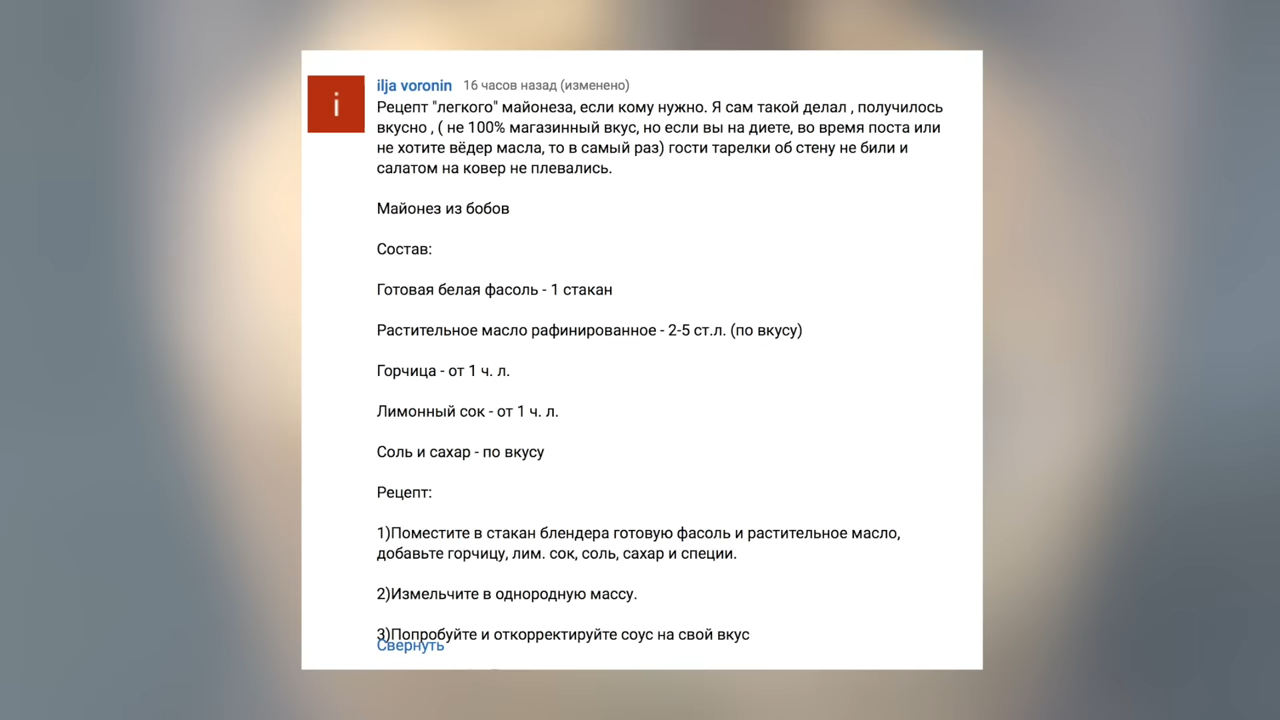 i
ilja voronin 16 часов назад (изменено)
Рецепт "легкого" майонеза, если кому нужно. Я сам такой делал , получилось
вкусно , ( не 100% магазинный вкус, но если вы на диете, во время поста или
не хотите вёдер масла, то в самый раз) гости тарелки об стену не били и
салатом на ковер не плевались.
Майонез из бобов
Состав:
Готовая белая фасоль - 1 стакан
Растительное масло рафинированное - 2-5 ст.л. (по вкусу)
Горчица - от 1 ч. л.
Лимонный сок - от 1 ч. л.
Соль и сахар - по вкусу
Рецепт:
1)Поместите в стакан блендера готовую фасоль и растительное масло,
добавьте горчицу, лим. сок, соль, сахар и специи.
2)Измельчите в однородную массу.
3)Попробуйте и откорректируйте соус на свой вкус
Свернуть